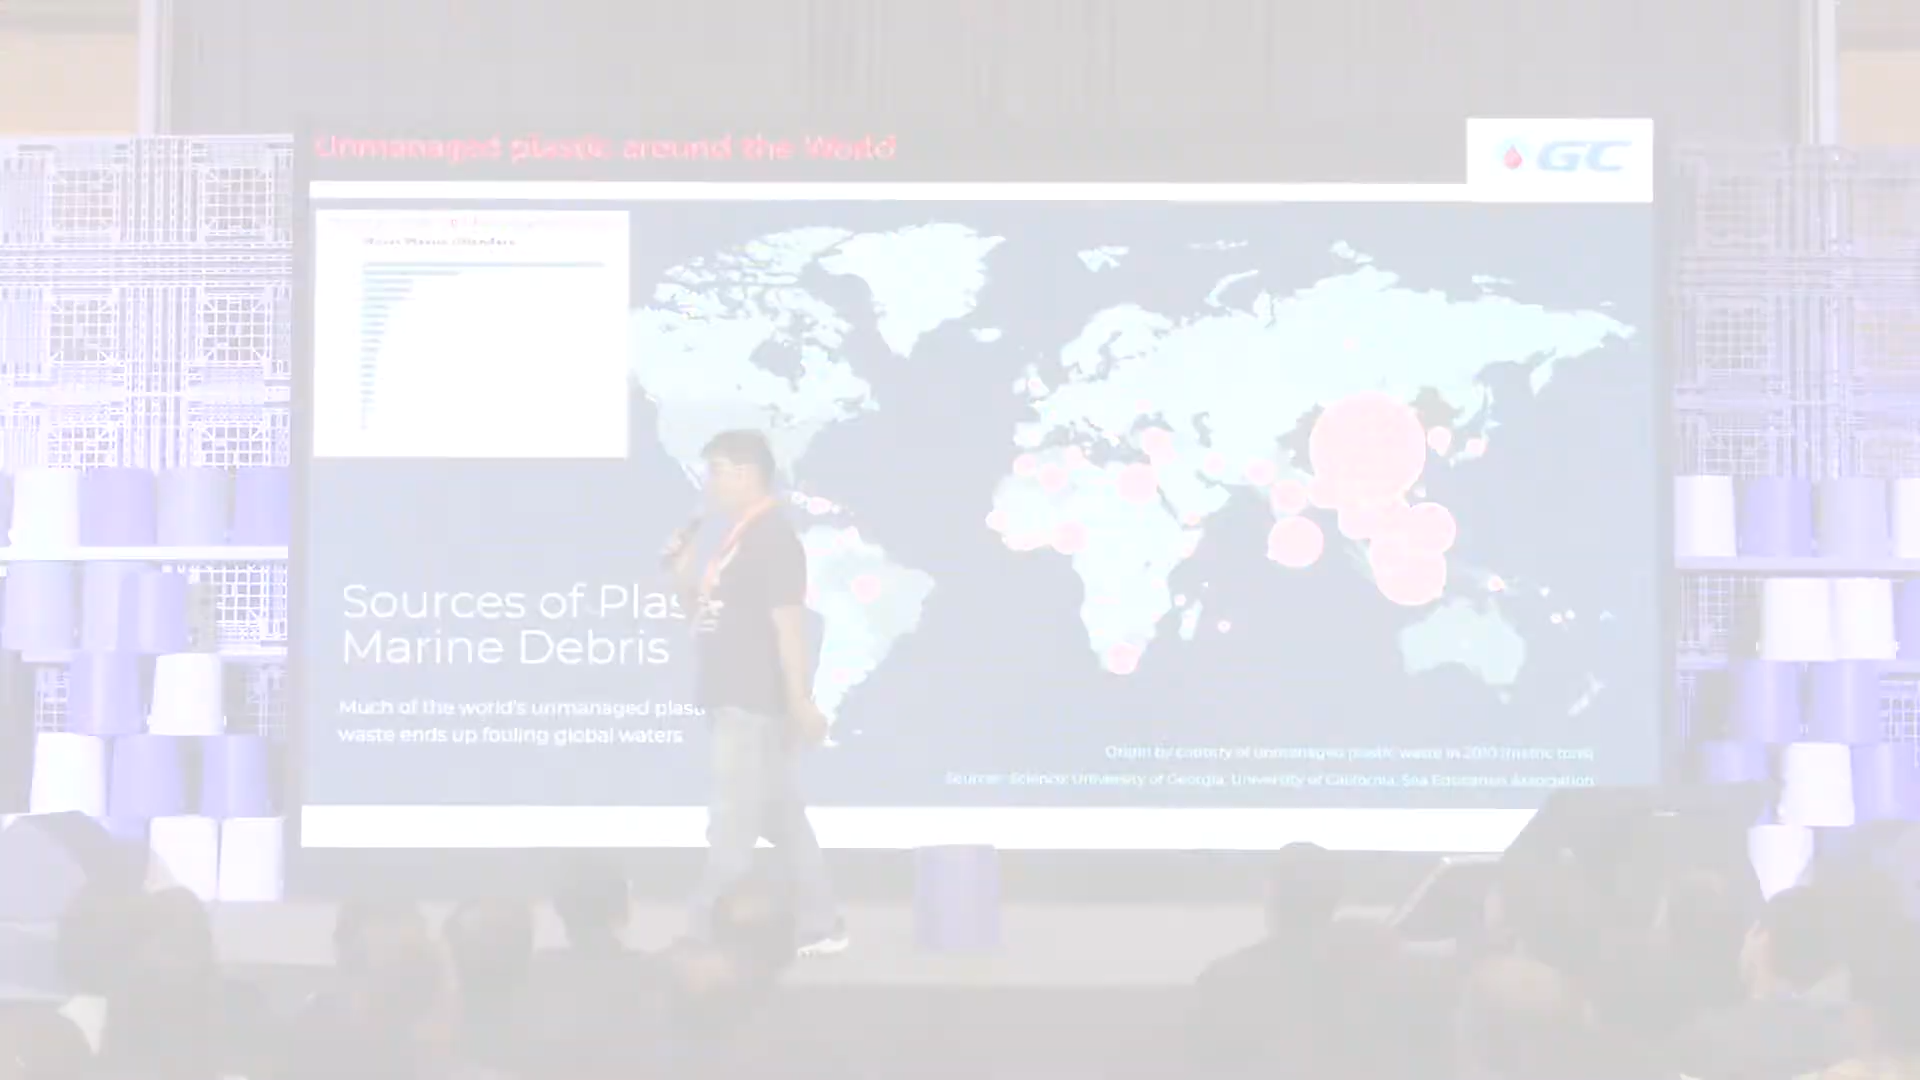 Unmanaged plastic around the World
GC
Sources of Plas
Marine Debris
Much of the world's unmanaged plast
waste ends up fouling global waters
Origin by country of unmanaged plastic waste in 2010 (metric tons)
Sources: Science; University of Georgia; University of California; Sea Education Association